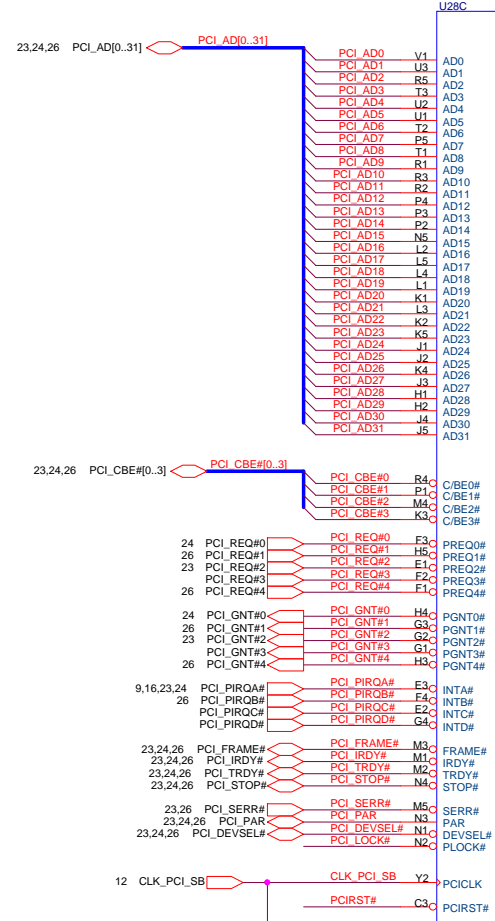 U28C
23,24,26 PCI_AD[0..31] PCI_AD[0..31]
PCI_AD0 V1 AD0
PCI_AD1 U3 AD1
PCI_AD2 R5 AD2
PCI_AD3 T3 AD3
PCI_AD4 U2 AD4
PCI_AD5 U1 AD5
PCI_AD6 T2 AD6
PCI_AD7 P5 AD7
PCI_AD8 T1 AD8
PCI_AD9 R1 AD9
PCI_AD10 R3 AD10
PCI_AD11 R2 AD11
PCI_AD12 P4 AD12
PCI_AD13 P3 AD13
PCI_AD14 P2 AD14
PCI_AD15 N5 AD15
PCI_AD16 L2 AD16
PCI_AD17 L5 AD17
PCI_AD18 L4 AD18
PCI_AD19 L1 AD19
PCI_AD20 K1 AD20
PCI_AD21 L3 AD21
PCI_AD22 K2 AD22
PCI_AD23 K5 AD23
PCI_AD24 J1 AD24
PCI_AD25 J2 AD25
PCI_AD26 K4 AD26
PCI_AD27 J3 AD27
PCI_AD28 H1 AD28
PCI_AD29 H2 AD29
PCI_AD30 J4 AD30
PCI_AD31 J5 AD31
23,24,26 PCI_CBE#[0..3] PCI_CBE#[0..3]
PCI_CBE#0 R4 C/BE0#
PCI_CBE#1 P1 C/BE1#
PCI_CBE#2 M4 C/BE2#
PCI_CBE#3 K3 C/BE3#
24 PCI_REQ#0 PCI_REQ#0 F3 PREQ0#
26 PCI_REQ#1 PCI_REQ#1 H5 PREQ1#
23 PCI_REQ#2 PCI_REQ#2 E1 PREQ2#
PCI_REQ#3 PCI_REQ#3 F2 PREQ3#
26 PCI_REQ#4 PCI_REQ#4 F1 PREQ4#
24 PCI_GNT#0 PCI_GNT#0 H4 PGNT0#
26 PCI_GNT#1 PCI_GNT#1 G3 PGNT1#
23 PCI_GNT#2 PCI_GNT#2 G2 PGNT2#
PCI_GNT#3 PCI_GNT#3 G1 PGNT3#
26 PCI_GNT#4 PCI_GNT#4 H3 PGNT4#
9,16,23,24 PCI_PIRQA# PCI_PIRQA# E3 INTA#
26 PCI_PIRQB# PCI_PIRQB# F4 INTB#
PCI_PIRQC# PCI_PIRQC# E2 INTC#
PCI_PIRQD# PCI_PIRQD# G4 INTD#
23,24,26 PCI_FRAME# PCI_FRAME# M3 FRAME#
23,24,26 PCI_IRDY# PCI_IRDY# M1 IRDY#
23,24,26 PCI_TRDY# PCI_TRDY# M2 TRDY#
23,24,26 PCI_STOP# PCI_STOP# N4 STOP#
23,26 PCI_SERR# PCI_SERR# M5 SERR#
23,24,26 PCI_PAR PCI_PAR N3 PAR
23,24,26 PCI_DEVSEL# PCI_DEVSEL# N1 DEVSEL#
PCI_LOCK# N2 PLOCK#
12 CLK_PCI_SB CLK_PCI_SB Y2 PCICLK
PCIRST# C3 PCIRST#